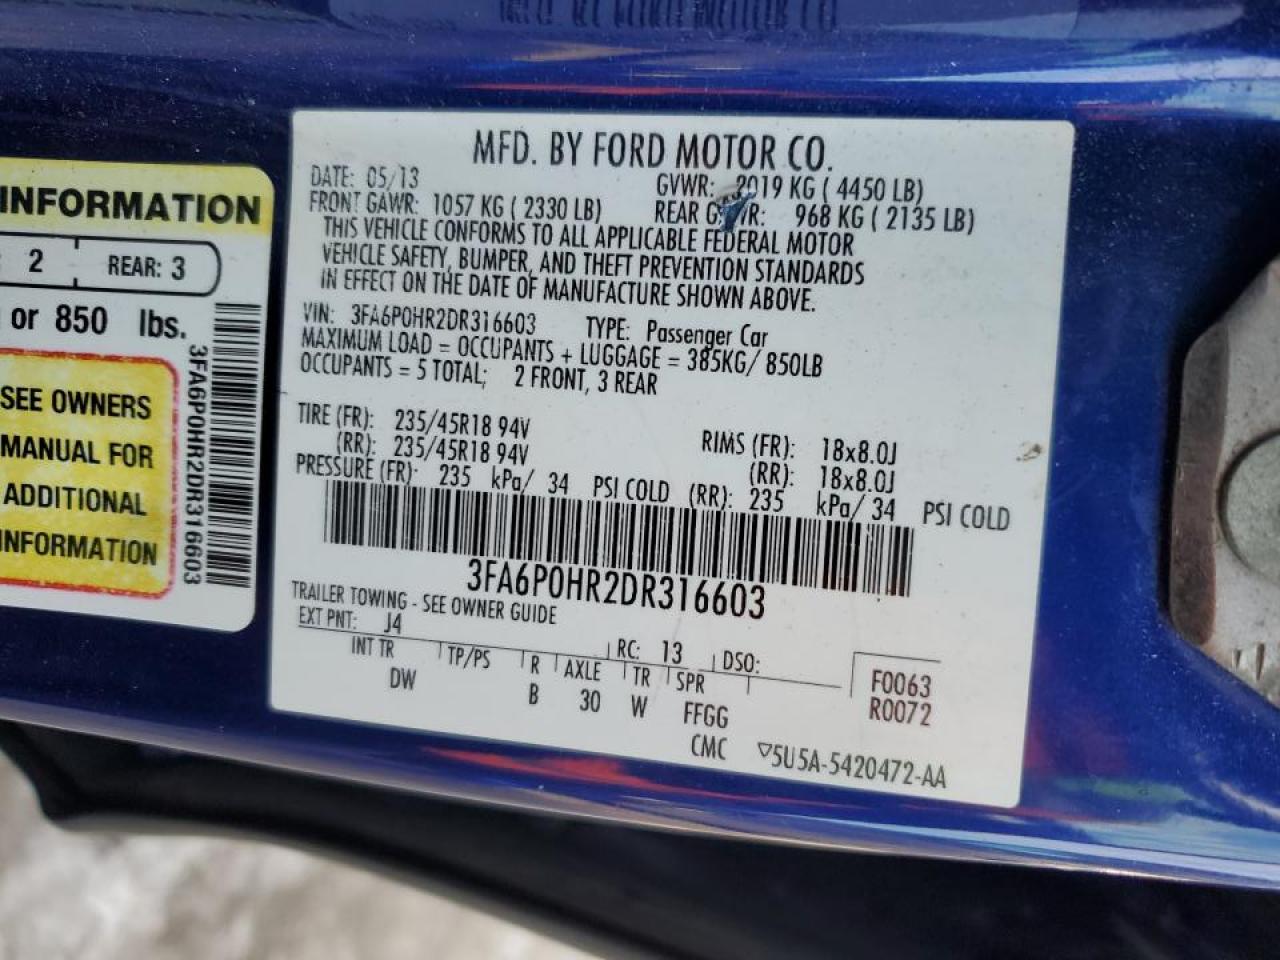 INFORMATION
2 REAR: 3
or 850 lbs.
SEE OWNERS
MANUAL FOR
ADDITIONAL
INFORMATION
3FA6P0HR2DR316603
MFD. BY FORD MOTOR CO.
DATE: 05/13 GVWR: 2019 KG ( 4450 LB)
FRONT GAWR: 1057 KG ( 2330 LB) REAR GAWR: 968 KG ( 2135 LB)
THIS VEHICLE CONFORMS TO ALL APPLICABLE FEDERAL MOTOR
VEHICLE SAFETY, BUMPER, AND THEFT PREVENTION STANDARDS
IN EFFECT ON THE DATE OF MANUFACTURE SHOWN ABOVE.
VIN: 3FA6P0HR2DR316603 TYPE: Passenger Car
MAXIMUM LOAD = OCCUPANTS + LUGGAGE = 385KG/ 850LB
OCCUPANTS = 5 TOTAL; 2 FRONT, 3 REAR
TIRE (FR): 235/45R18 94V RIMS (FR): 18x8.0J
(RR): 235/45R18 94V (RR): 18x8.0J
PRESSURE (FR): 235 kPa/ 34 PSI COLD (RR): 235 kPa/ 34 PSI COLD
3FA6P0HR2DR316603
TRAILER TOWING - SEE OWNER GUIDE
EXT PNT: J4 RC: 13 DSO:
INT TR TP/PS R AXLE TR SPR F0063
DW B 30 W FFGG R0072
CMC 5U5A-5420472-AA